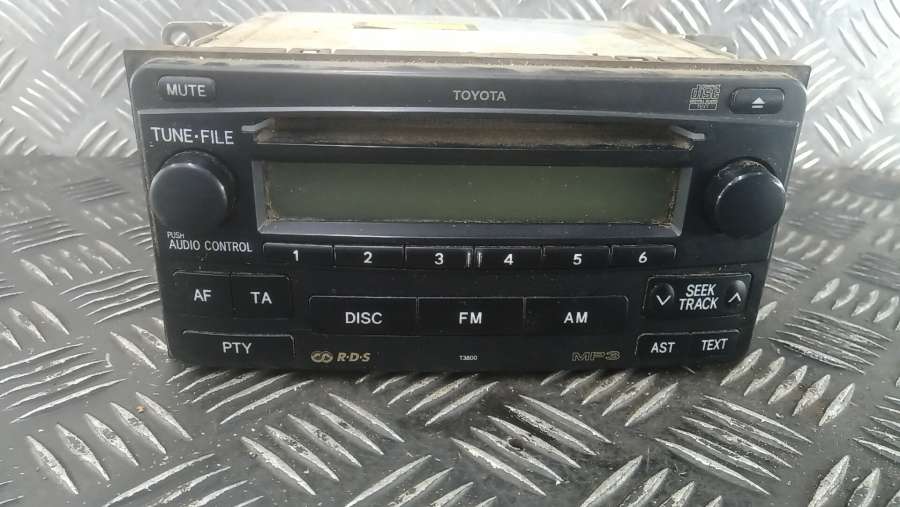 MUTE
TOYOTA
disc
TUNE·FILE
PUSH
AUDIO CONTROL
1 2 3 4 5 6
AF TA
SEEK
TRACK
DISC FM AM
PTY
R·D·S
T3800
MP3
AST TEXT